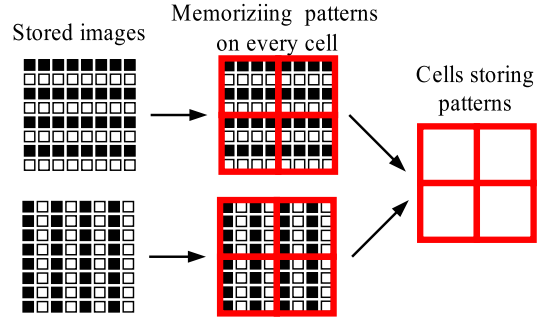 Stored images
Memoriziing patterns
on every cell
Cells storing
patterns